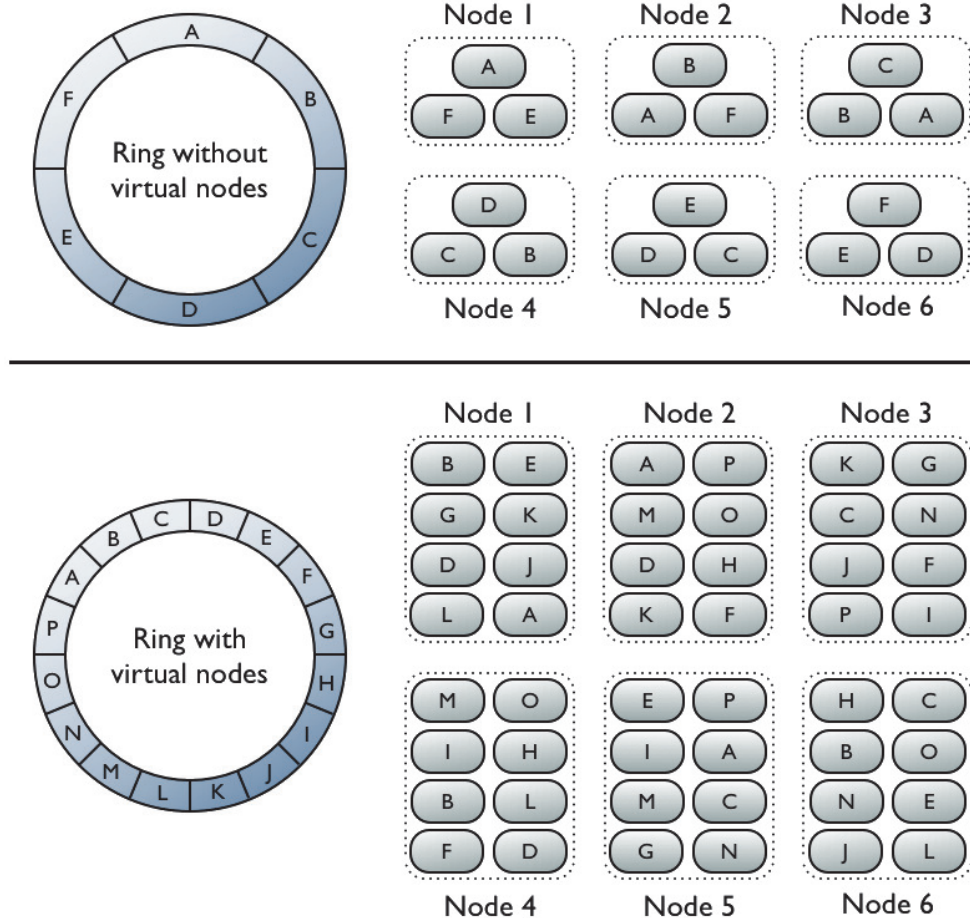 Node 1 Node 2 Node 3
A
F B
Ring without
virtual nodes
E C
D
A B C
F E A F B A
D E F
C B D C E D
Node 4 Node 5 Node 6
Node 1 Node 2 Node 3
B E A P K G
G K M O C N
D J D H J F
L A K F P I
C D
B E
A F
P G
Ring with
virtual nodes
O H
N I
M J
L K
M O E P H C
I H I A B O
B L M C N E
F D G N J L
Node 4 Node 5 Node 6